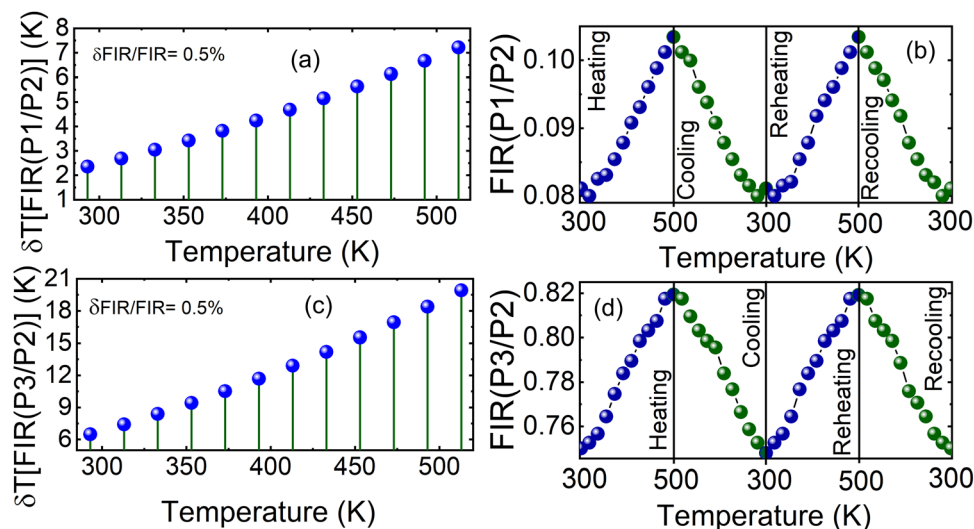 δT[FIR(P1/P2)] (K)
8
7
6
5
4
3
2
1
δFIR/FIR= 0.5%
(a)
300
350
400
450
500
Temperature (K)
FIR(P1/P2)
0.10
0.09
0.08
Heating
Cooling
Reheating
Recooling
(b)
300
500
300
500
300
Temperature (K)
δT[FIR(P3/P2)] (K)
21
18
15
12
9
6
δFIR/FIR= 0.5%
(c)
300
350
400
450
500
Temperature (K)
FIR(P3/P2)
0.82
0.80
0.78
0.76
(d)
Heating
Cooling
Reheating
Recooling
300
500
300
500
300
Temperature (K)